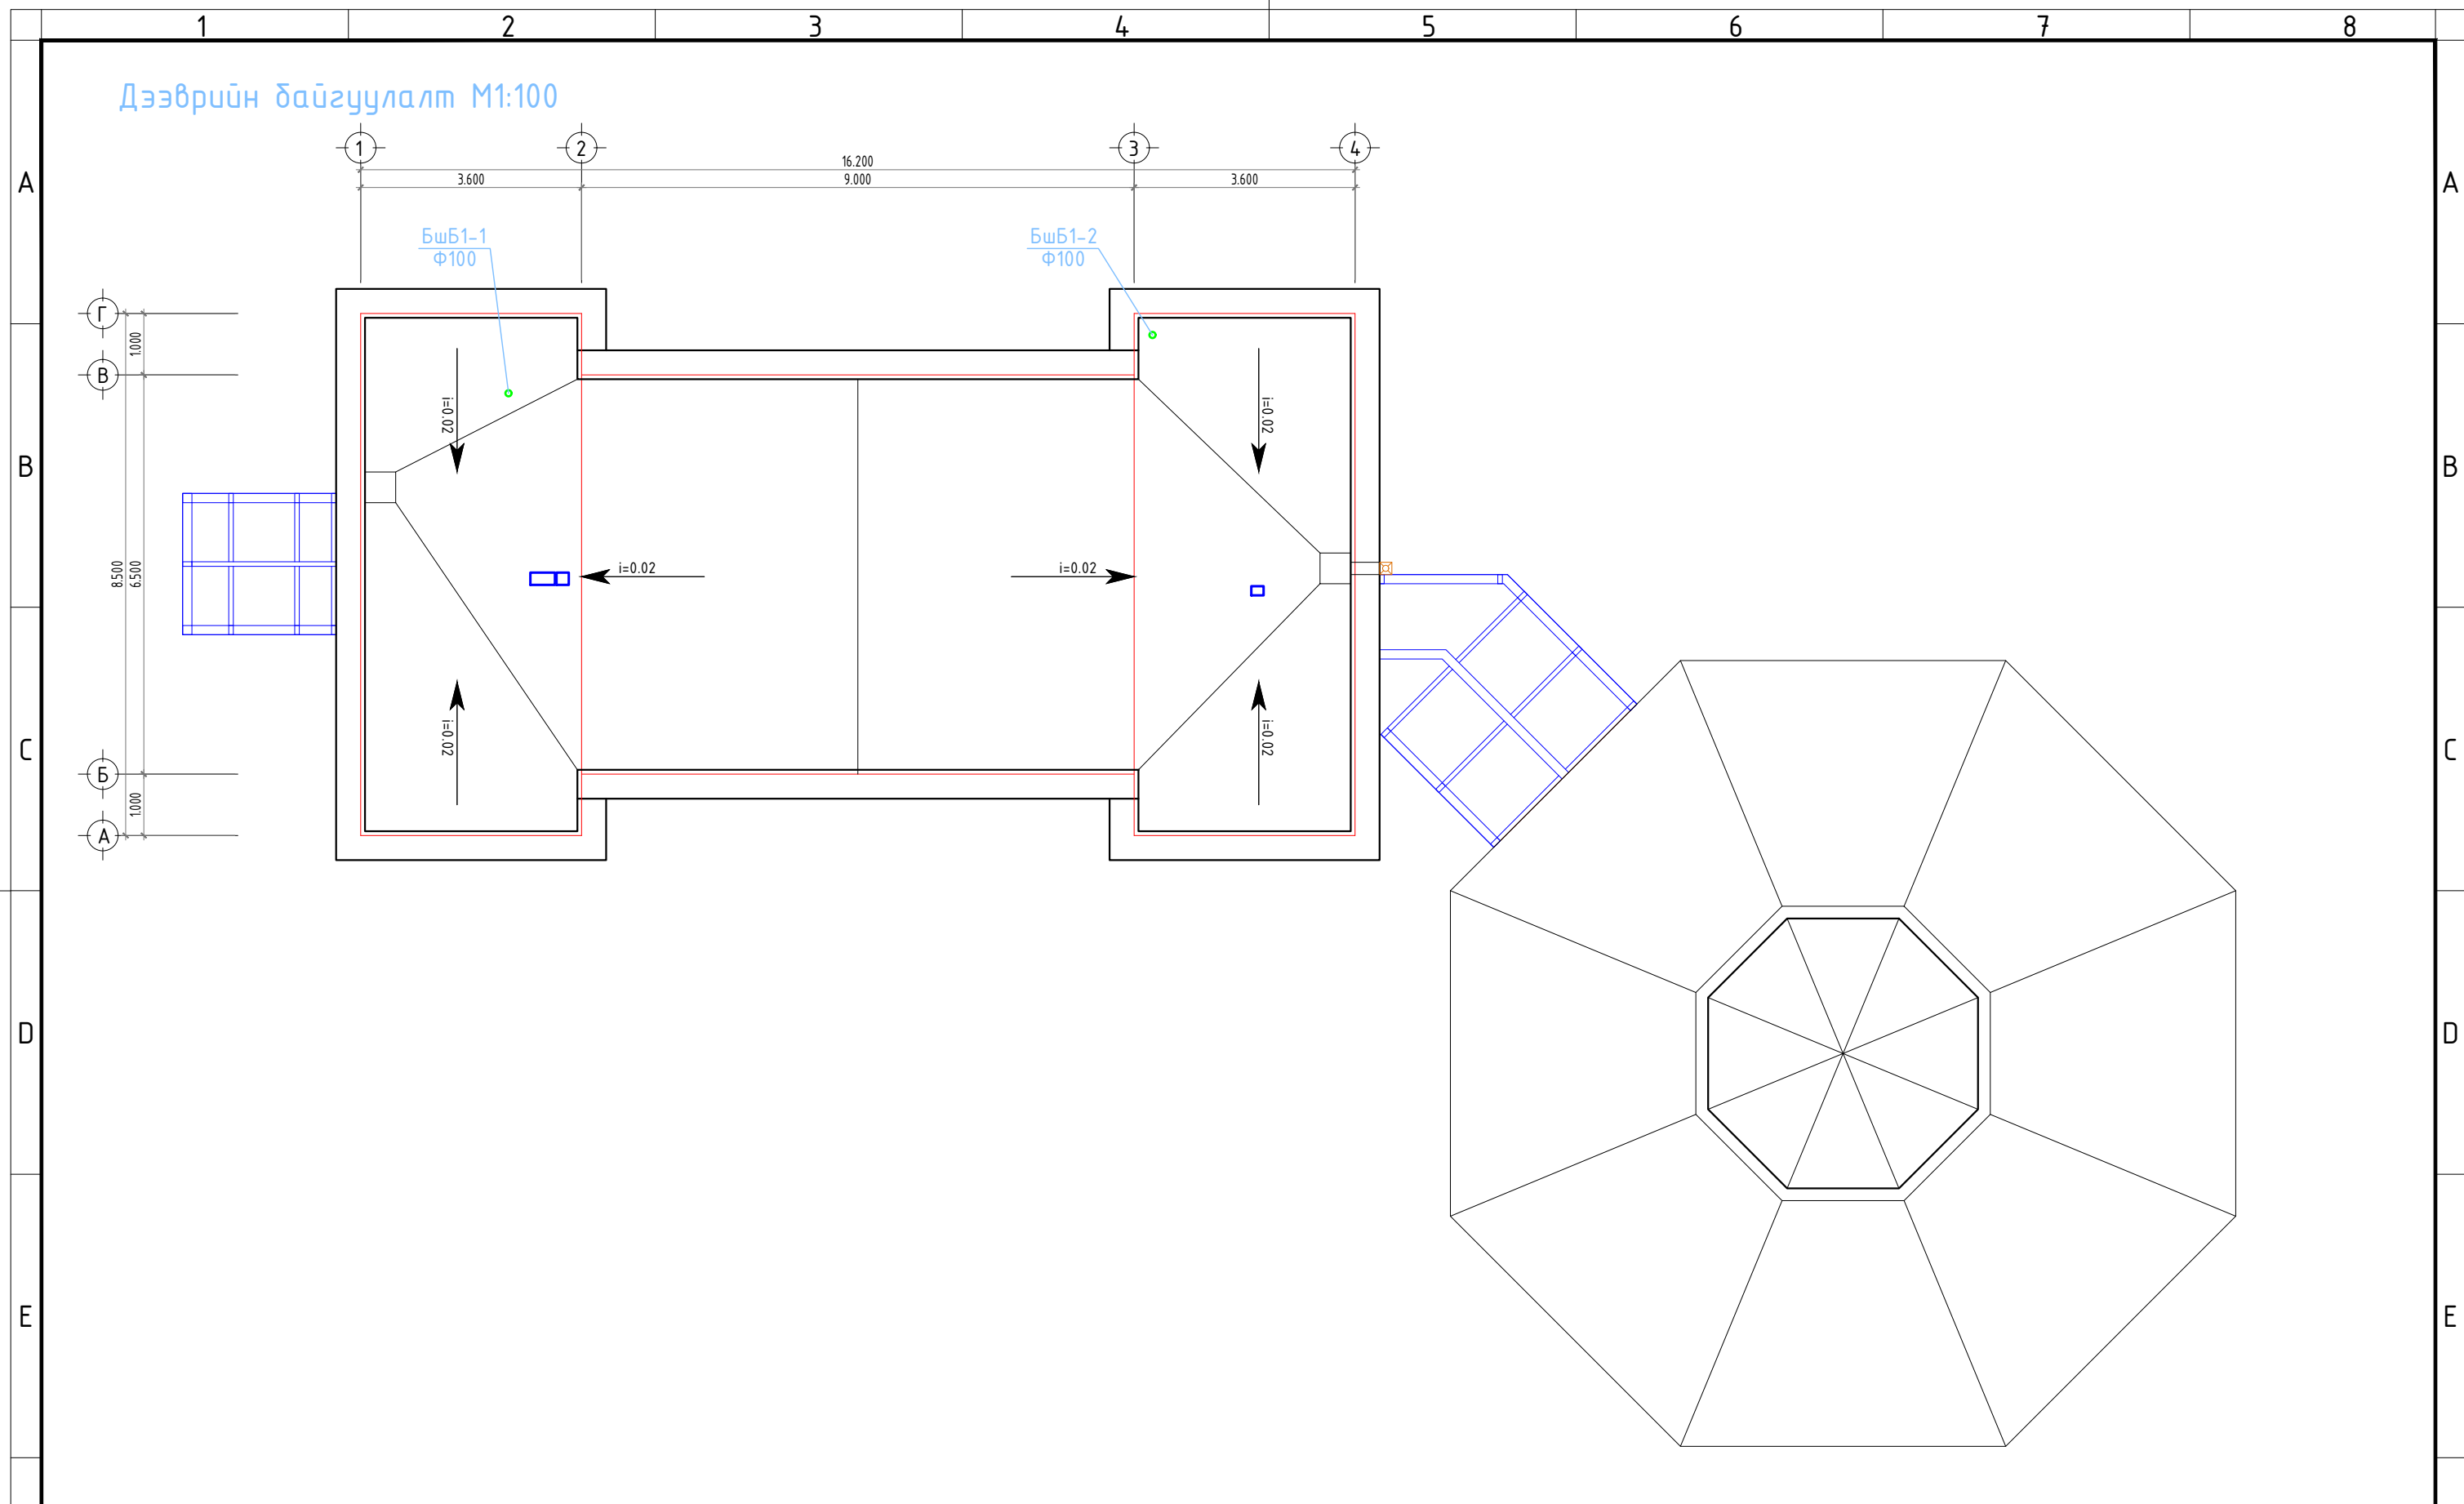 1 2 3 4 5 6 7 8
Дээврийн байгуулалт М1:100
1 2 3 4
16.200
3.600 9.000 3.600
БшБ1-1
Ф100
БшБ1-2
Ф100
A A
Г
1.000
В
i=0.02 i=0.02
B B
8.500 6.500
i=0.02 i=0.02
i=0.02 i=0.02
C C
Б
1.000
А
D D
E E